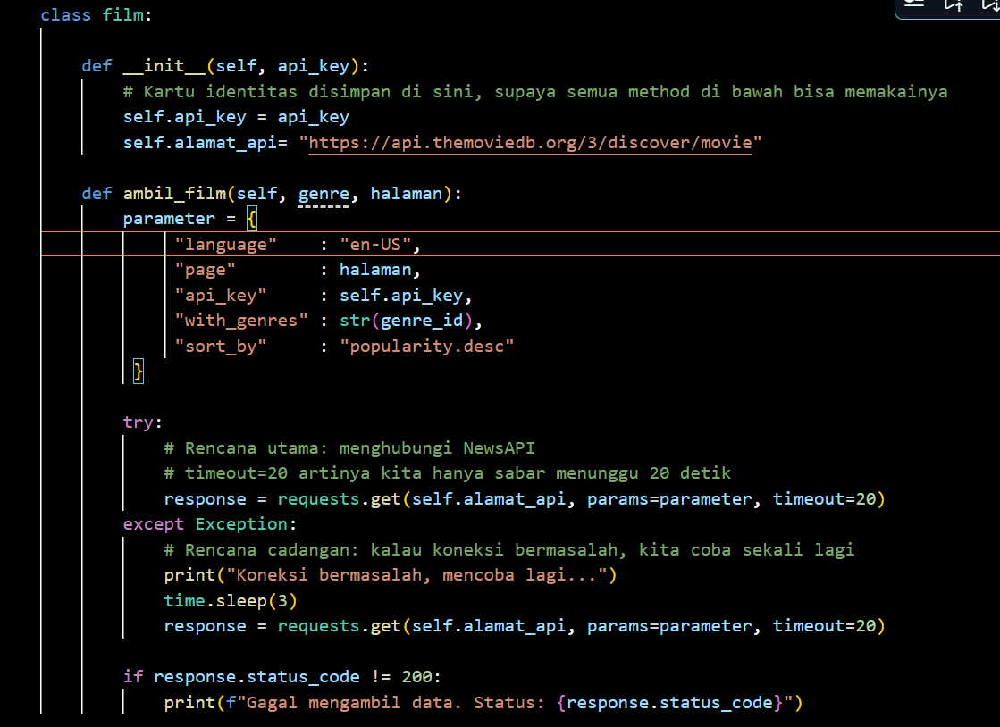 class film:
def __init__(self, api_key):
# Kartu identitas disimpan di sini, supaya semua method di bawah bisa memakainya
self.api_key = api_key
self.alamat_api= "https://api.themoviedb.org/3/discover/movie"
def ambil_film(self, genre, halaman):
parameter = {
"language" : "en-US",
"page" : halaman,
"api_key" : self.api_key,
"with_genres" : str(genre_id),
"sort_by" : "popularity.desc"
}
try:
# Rencana utama: menghubungi NewsAPI
# timeout=20 artinya kita hanya sabar menunggu 20 detik
response = requests.get(self.alamat_api, params=parameter, timeout=20)
except Exception:
# Rencana cadangan: kalau koneksi bermasalah, kita coba sekali lagi
print("Koneksi bermasalah, mencoba lagi...")
time.sleep(3)
response = requests.get(self.alamat_api, params=parameter, timeout=20)
if response.status_code != 200:
print(f"Gagal mengambil data. Status: {response.status_code}")